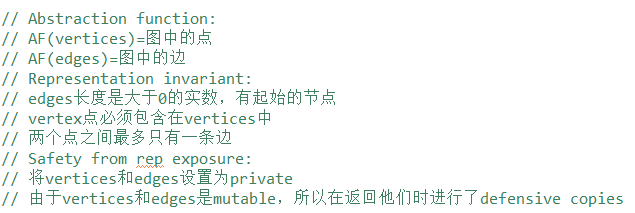 // Abstraction function:
// AF(vertices)=图中的点
// AF(edges)=图中的边
// Representation invariant:
// edges长度是大于0的实数，有起始的节点
// vertex点必须包含在vertices中
// 两个点之间最多只有一条边
// Safety from rep exposure:
// 将vertices和edges设置为private
// 由于vertices和edges是mutable，所以在返回他们时进行了defensive copies